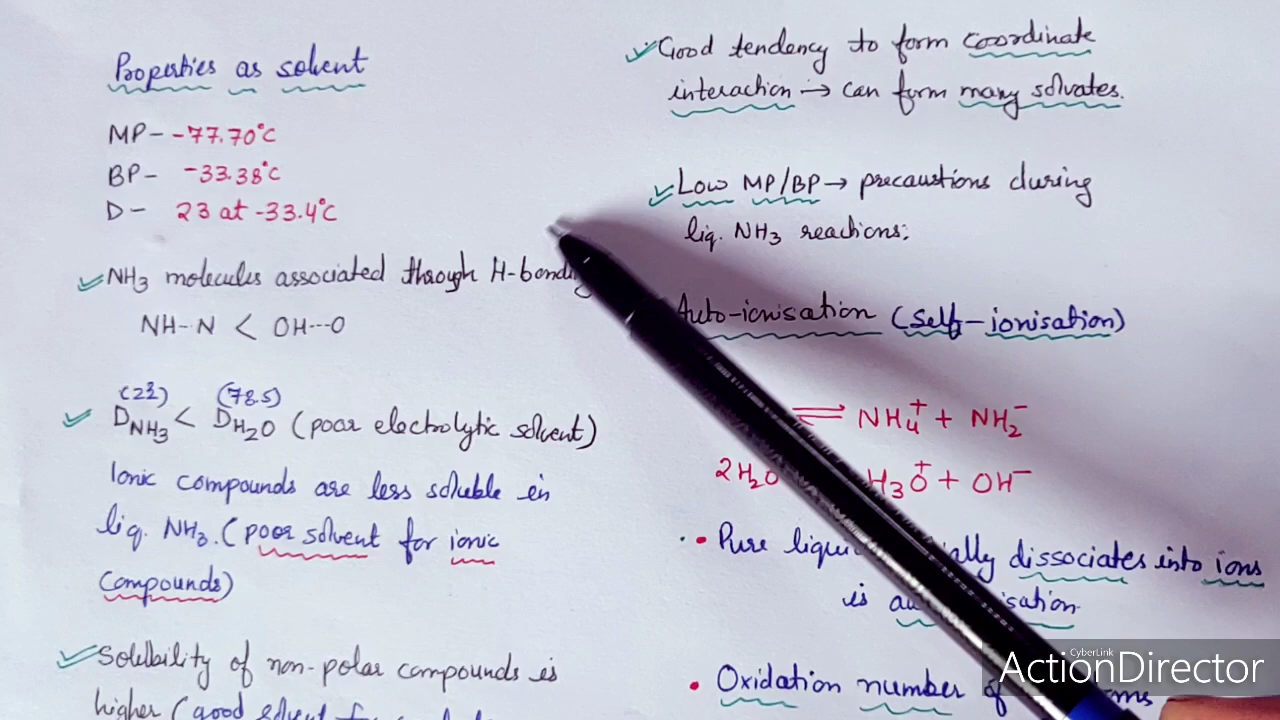 Properties as solvent
MP- -77.70°C
BP- -33.38°C
D- 23 at -33.4°C
NH3 molecules associated through H-bonding
NH--N < OH---O
(22) (78.5)
DNH3 < DH2O (poor electrolytic solvent)
Ionic compounds are less soluble in
liq. NH3. (poor solvent for ionic
compounds)
Solubility of non-polar compounds is
higher (good solvent
Good tendency to form coordinate
interaction → can form many solvates.
Low MP/BP → precaustions during
liq. NH3 reactions:
Auto-ionisation (self-ionisation)
⇌ NH4+ + NH2-
2H2O H3O+ + OH-
• Pure dissociates into ions
is
• Oxidation number
CyberLink
ActionDirector